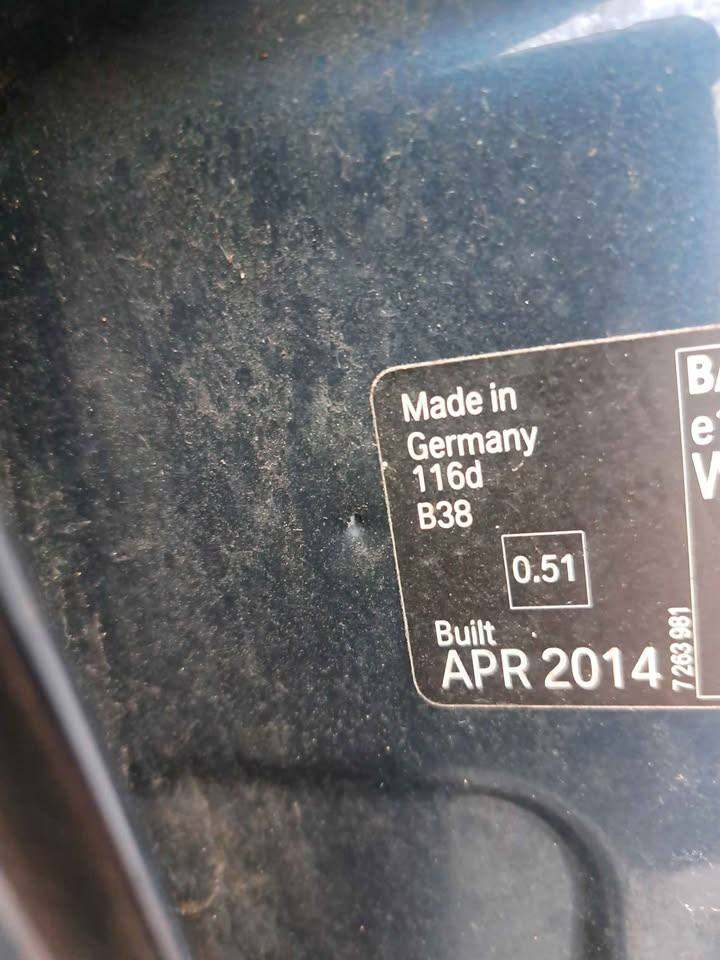 Made in
Germany
116d
B38
0.51
Built
APR 2014
7 263 981